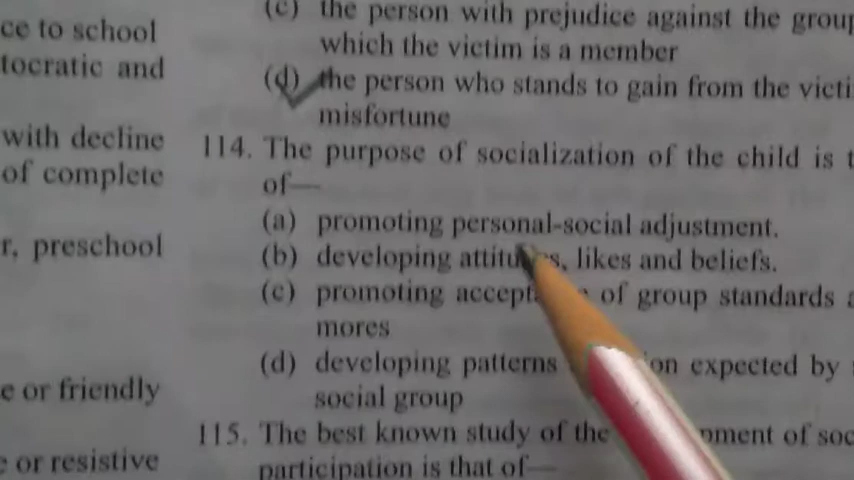 ce to school
tocratic and
with decline
of complete
r, preschool
e or friendly
e or resistive
(c) the person with prejudice against the group
which the victim is a member
(d) the person who stands to gain from the victi
misfortune
114. The purpose of socialization of the child is t
of—
(a) promoting personal-social adjustment.
(b) developing attitu s, likes and beliefs.
(c) promoting accept of group standards a
mores
(d) developing patterns ion expected by
social group
115. The best known study of the pment of soc
participation is that of—